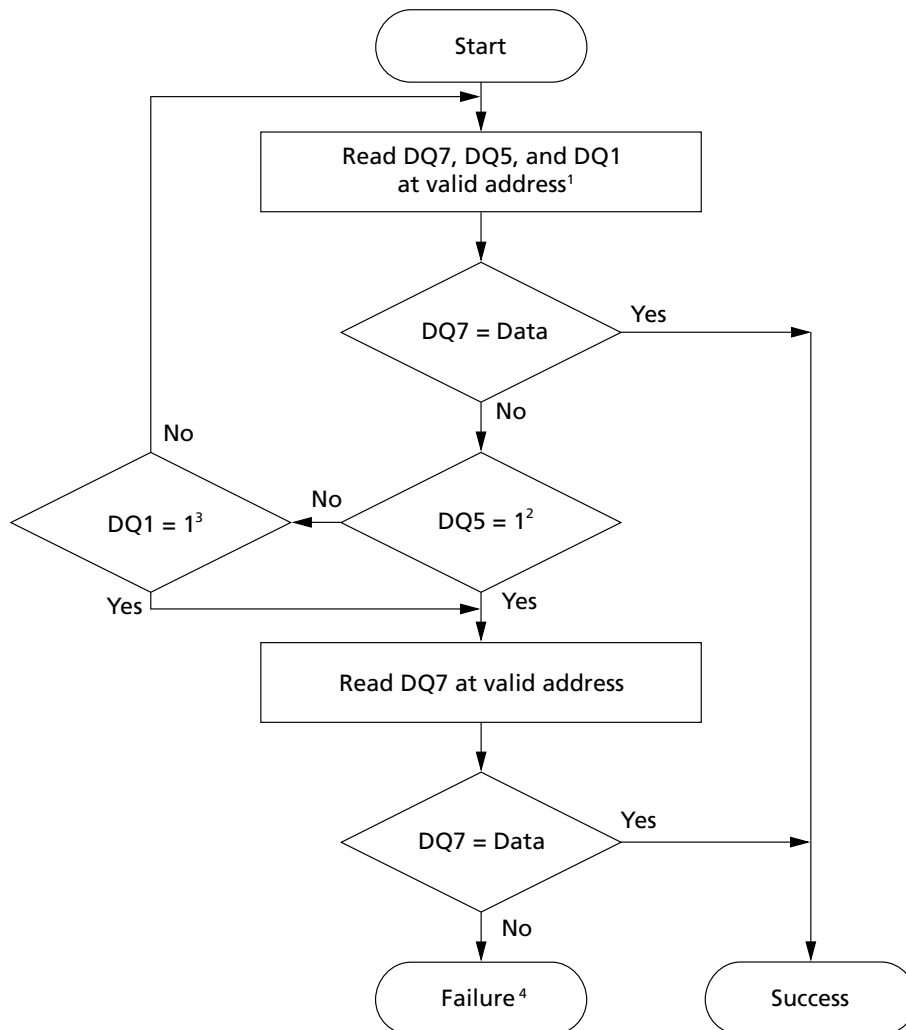 Start
Read DQ7, DQ5, and DQ1
at valid address¹
DQ7 = Data
Yes
No
No
DQ1 = 1³
No
DQ5 = 1²
Yes
Yes
Read DQ7 at valid address
DQ7 = Data
Yes
No
Failure⁴
Success